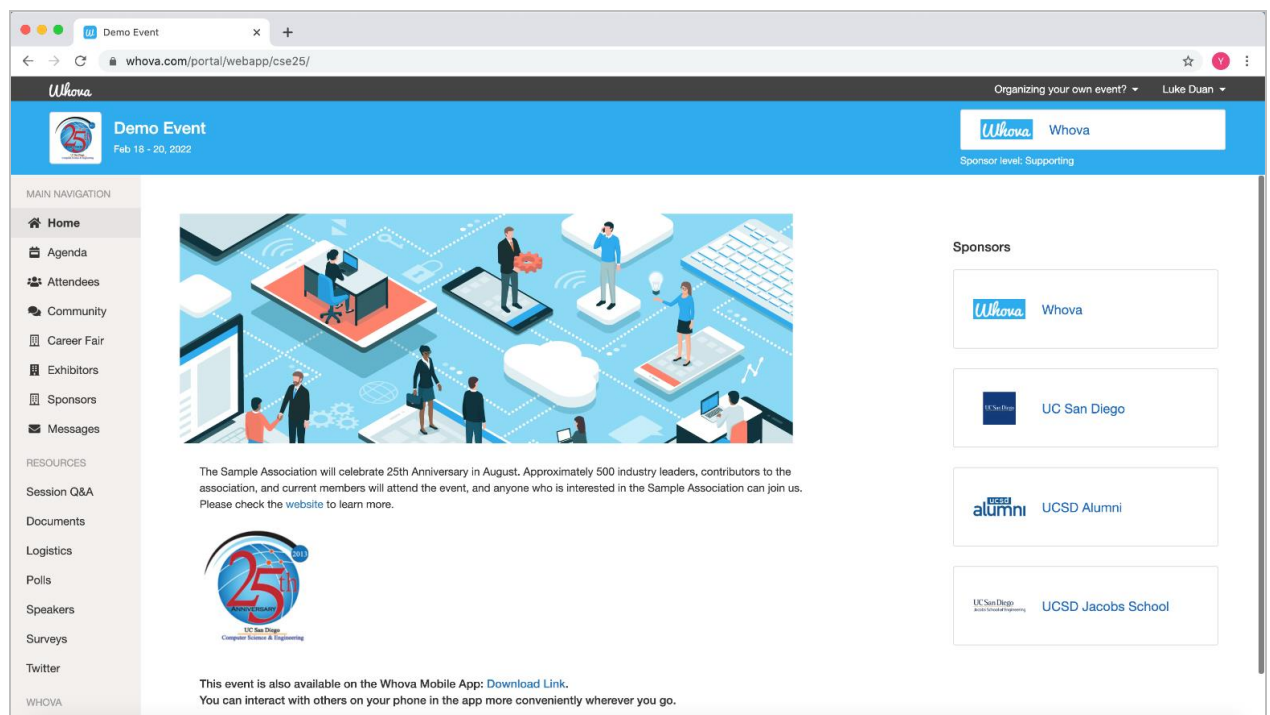 Demo Event
whova.com/portal/webapp/cse25/
Y
Whova
Organizing your own event?
Luke Duan
25th
Demo Event
Feb 18 - 20, 2022
Whova
Whova
Sponsor level: Supporting
MAIN NAVIGATION
Home
Agenda
Attendees
Community
Career Fair
Exhibitors
Sponsors
Messages
RESOURCES
Session Q&A
Documents
Logistics
Polls
Speakers
Surveys
Twitter
WHOVA
The Sample Association will celebrate 25th Anniversary in August. Approximately 500 industry leaders, contributors to the
association, and current members will attend the event, and anyone who is interested in the Sample Association can join us.
Please check the website to learn more.
2013
25th
ANNIVERSARY
UC San Diego
Computer Science & Engineering
This event is also available on the Whova Mobile App: Download Link.
You can interact with others on your phone in the app more conveniently wherever you go.
Sponsors
Whova
Whova
UC San Diego
UC San Diego
ucsd
alumni
UCSD Alumni
UC San Diego
Jacobs School of Engineering
UCSD Jacobs School